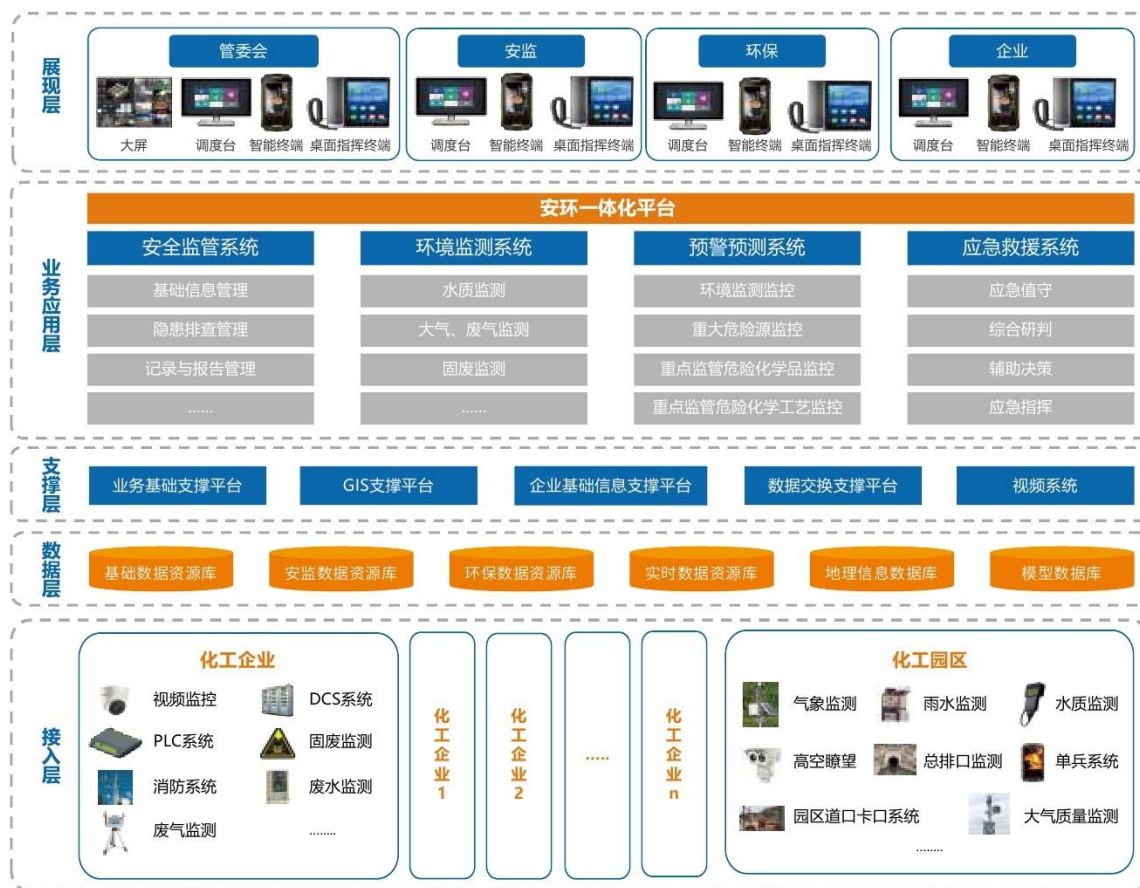 展现层
管委会
大屏
调度台
智能终端
桌面指挥终端
安监
调度台
智能终端
桌面指挥终端
环保
调度台
智能终端
桌面指挥终端
企业
调度台
智能终端
桌面指挥终端
业务应用层
安环一体化平台
安全监管系统
基础信息管理
隐患排查管理
记录与报告管理
......
环境监测系统
水质监测
大气、废气监测
固废监测
......
预警预测系统
环境监测监控
重大危险源监控
重点监管危险化学品监控
重点监管危险化学工艺监控
应急救援系统
应急值守
综合研判
辅助决策
应急指挥
支撑层
业务基础支撑平台
GIS支撑平台
企业基础信息支撑平台
数据交换支撑平台
视频系统
数据层
基础数据资源库
安监数据资源库
环保数据资源库
实时数据资源库
地理信息数据库
模型数据库
接入层
化工企业
视频监控
DCS系统
PLC系统
固废监测
消防系统
废水监测
废气监测
........
化工企业1
化工企业2
.....
化工企业n
化工园区
气象监测
雨水监测
水质监测
高空瞭望
总排口监测
单兵系统
园区道口卡口系统
大气质量监测
........